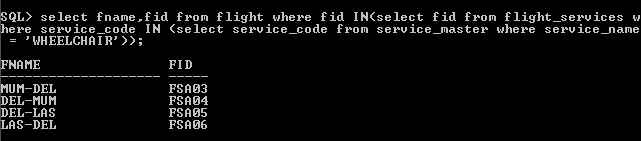 SQL> select fname,fid from flight where fid IN(select fid from flight_services w
here service_code IN (select service_code from service_master where service_name
 = 'WHEELCHAIR'));
FNAME                FID
-------------------- -----
MUM-DEL              FSA03
DEL-MUM              FSA04
DEL-LAS              FSA05
LAS-DEL              FSA06